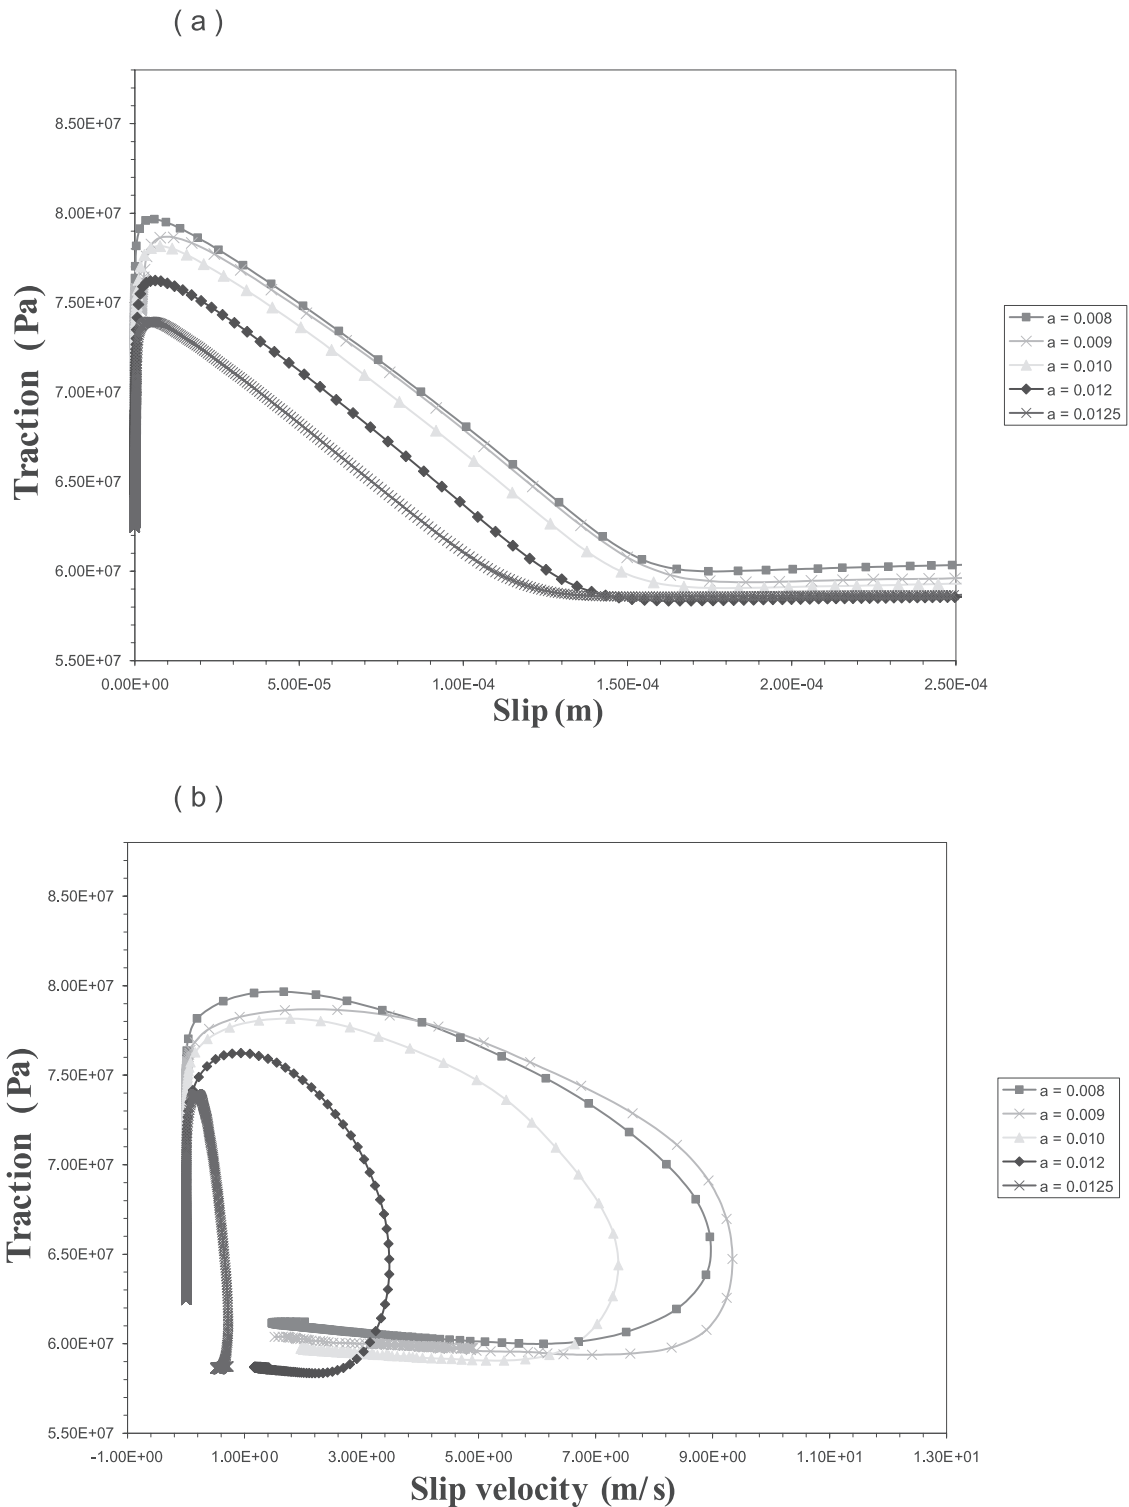 ( a )
8.50E+07
8.00E+07
7.50E+07
7.00E+07
6.50E+07
6.00E+07
5.50E+07
Traction (Pa)
0.00E+00 5.00E-05 1.00E-04 1.50E-04 2.00E-04 2.50E-04
Slip (m)
a = 0.008
a = 0.009
a = 0.010
a = 0.012
a = 0.0125
( b )
8.50E+07
8.00E+07
7.50E+07
7.00E+07
6.50E+07
6.00E+07
5.50E+07
Traction (Pa)
-1.00E+00 1.00E+00 3.00E+00 5.00E+00 7.00E+00 9.00E+00 1.10E+01 1.30E+01
Slip velocity (m/s)
a = 0.008
a = 0.009
a = 0.010
a = 0.012
a = 0.0125